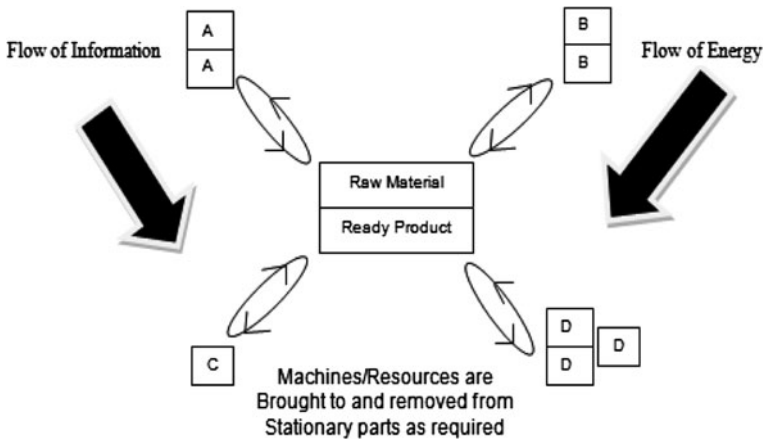 Flow of Information
A
A
B
B
Flow of Energy
Raw Material
Ready Product
C
D
D
D
Machines/Resources are
Brought to and removed from
Stationary parts as required